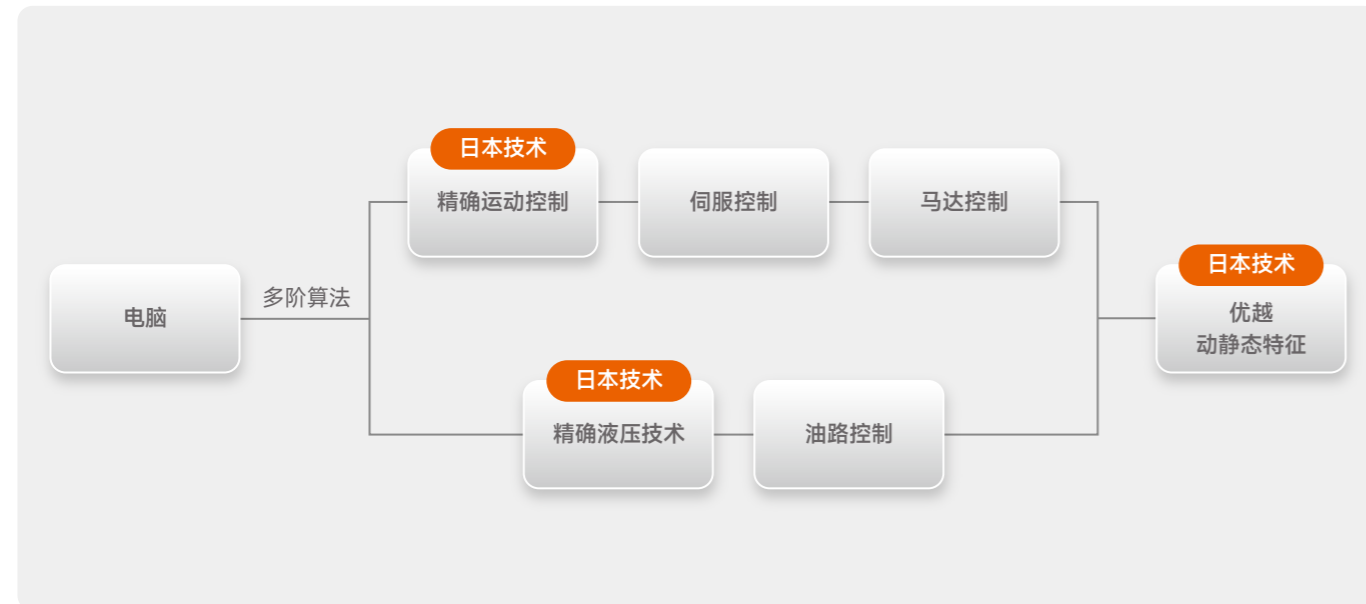 日本技术
精确运动控制
伺服控制
马达控制
电脑
多阶算法
日本技术
优越
动静态特征
日本技术
精确液压技术
油路控制